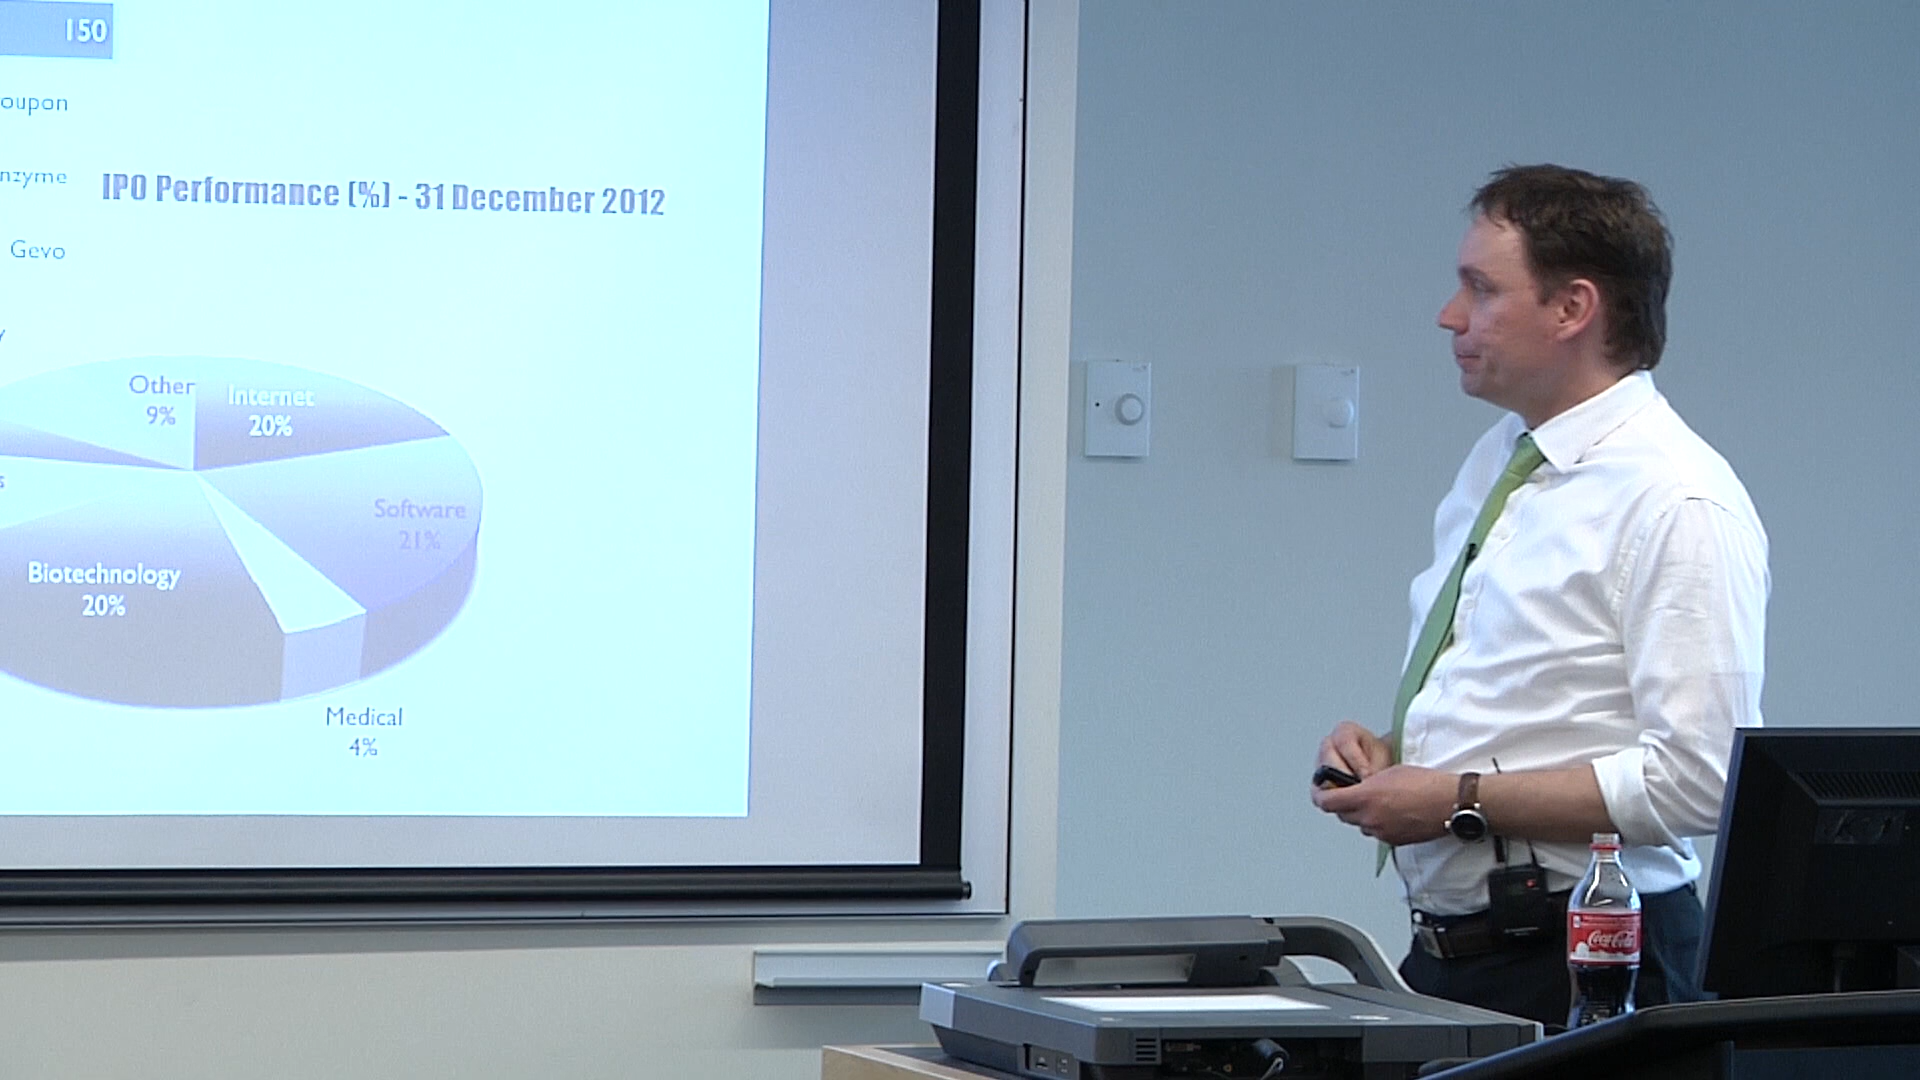 150
oupon
nzyme
IPO Performance (%) - 31 December 2012
Gevo
Other
9%
Internet
20%
Software
21%
Biotechnology
20%
Medical
4%
Coca-Cola